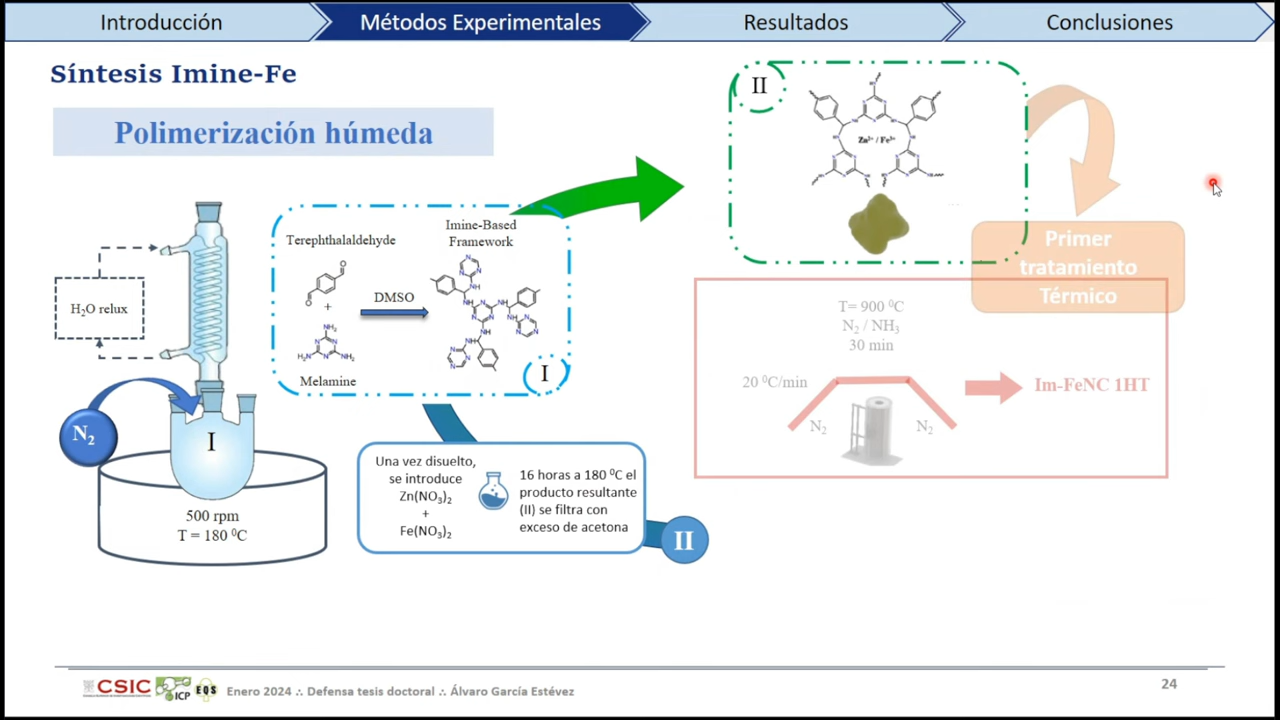 Introducción
Métodos Experimentales
Resultados
Conclusiones
Síntesis Imine-Fe
Polimerización húmeda
H₂O relux
N₂
I
500 rpm
T = 180 ⁰C
Terephthalaldehyde
+
Melamine
DMSO
Imine-Based
Framework
I
Una vez disuelto,
se introduce
Zn(NO₃)₂
+
Fe(NO₃)₂
16 horas a 180 ⁰C el
producto resultante
(II) se filtra con
exceso de acetona
II
II
Zn²⁺ / Fe³⁺
Primer
tratamiento
Térmico
T= 900 ⁰C
N₂ / NH₃
30 min
20 ⁰C/min
N₂
N₂
Im-FeNC 1HT
CSIC
ICP
EQS
Enero 2024 ∴ Defensa tesis doctoral ∴ Álvaro García Estévez
24